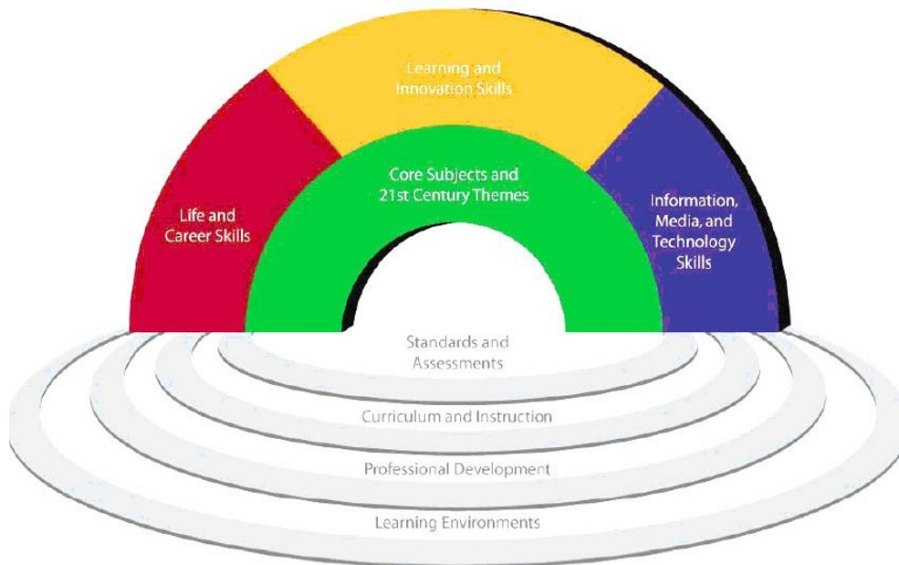 Learning and
Innovation Skills
Core Subjects and
21st Century Themes
Life and
Career Skills
Information,
Media, and
Technology
Skills
Standards and
Assessments
Curriculum and Instruction
Professional Development
Learning Environments